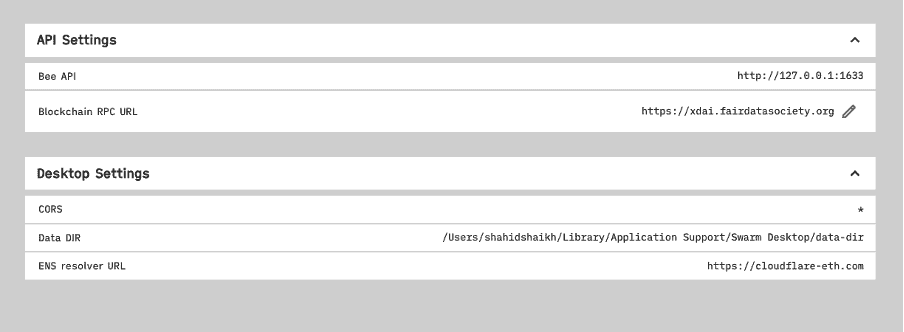 API Settings
Bee API http://127.0.0.1:1633
Blockchain RPC URL https://xdai.fairdatasociety.org
Desktop Settings
CORS *
Data DIR /Users/shahidshaikh/Library/Application Support/Swarm Desktop/data-dir
ENS resolver URL https://cloudflare-eth.com